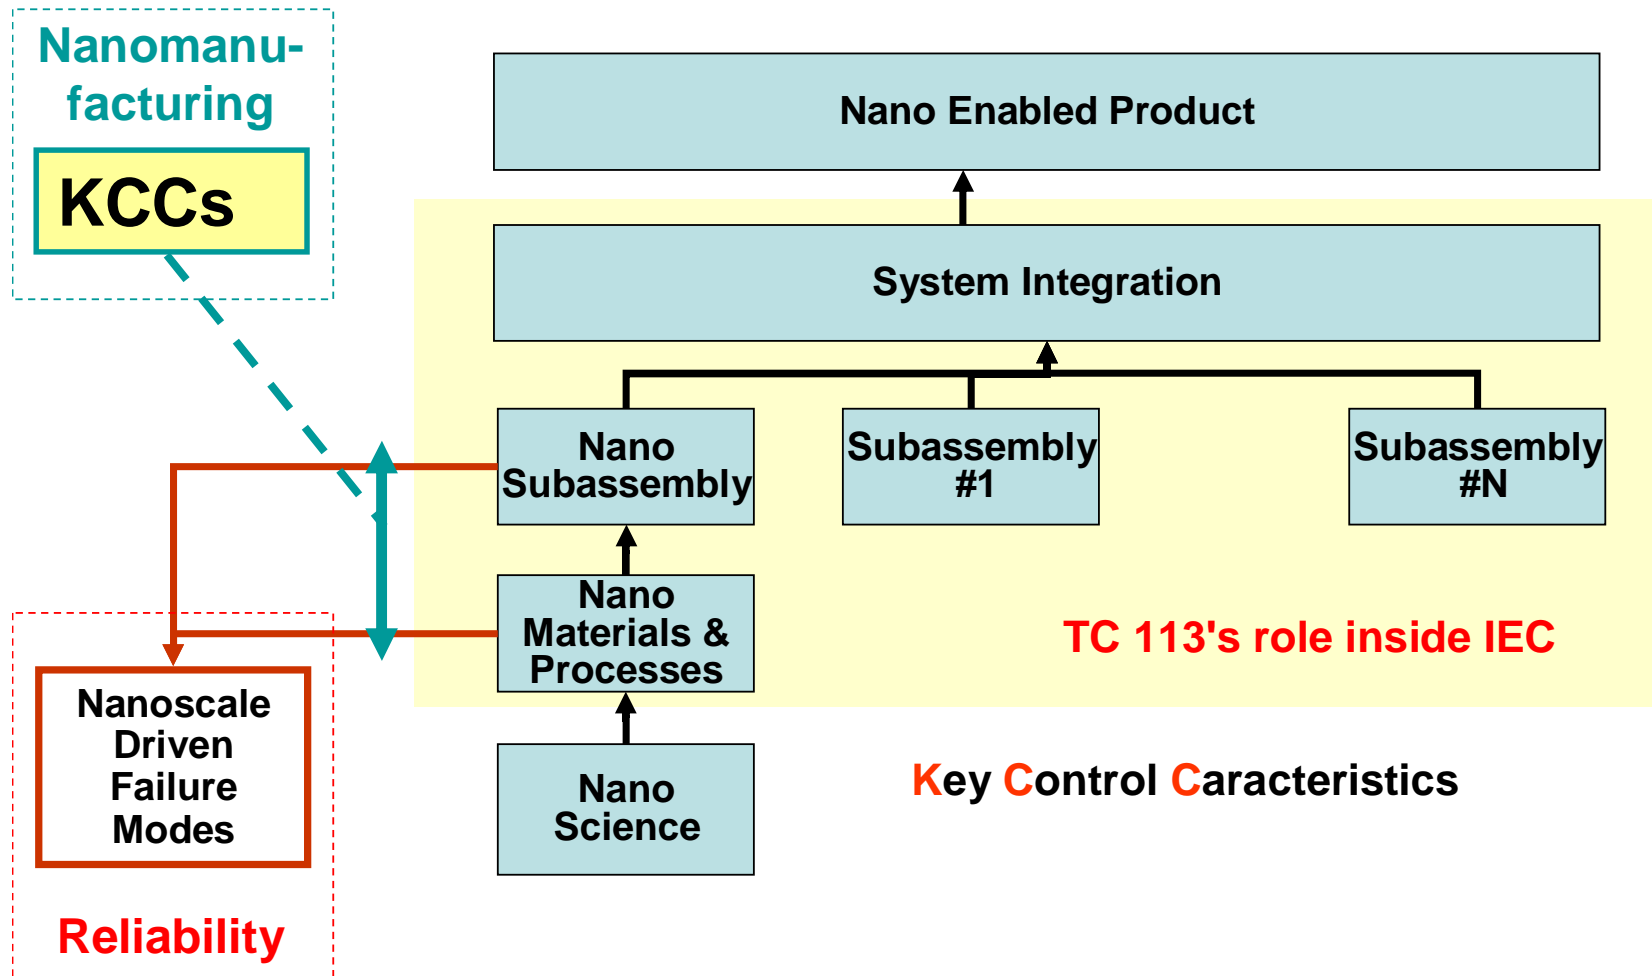 Nanomanu-
facturing
KCCs
Nano Enabled Product
System Integration
Nano
Subassembly
Subassembly
#1
Subassembly
#N
Nano
Materials &
Processes
TC 113's role inside IEC
Nanoscale
Driven
Failure
Modes
Reliability
Nano
Science
Key Control Caracteristics